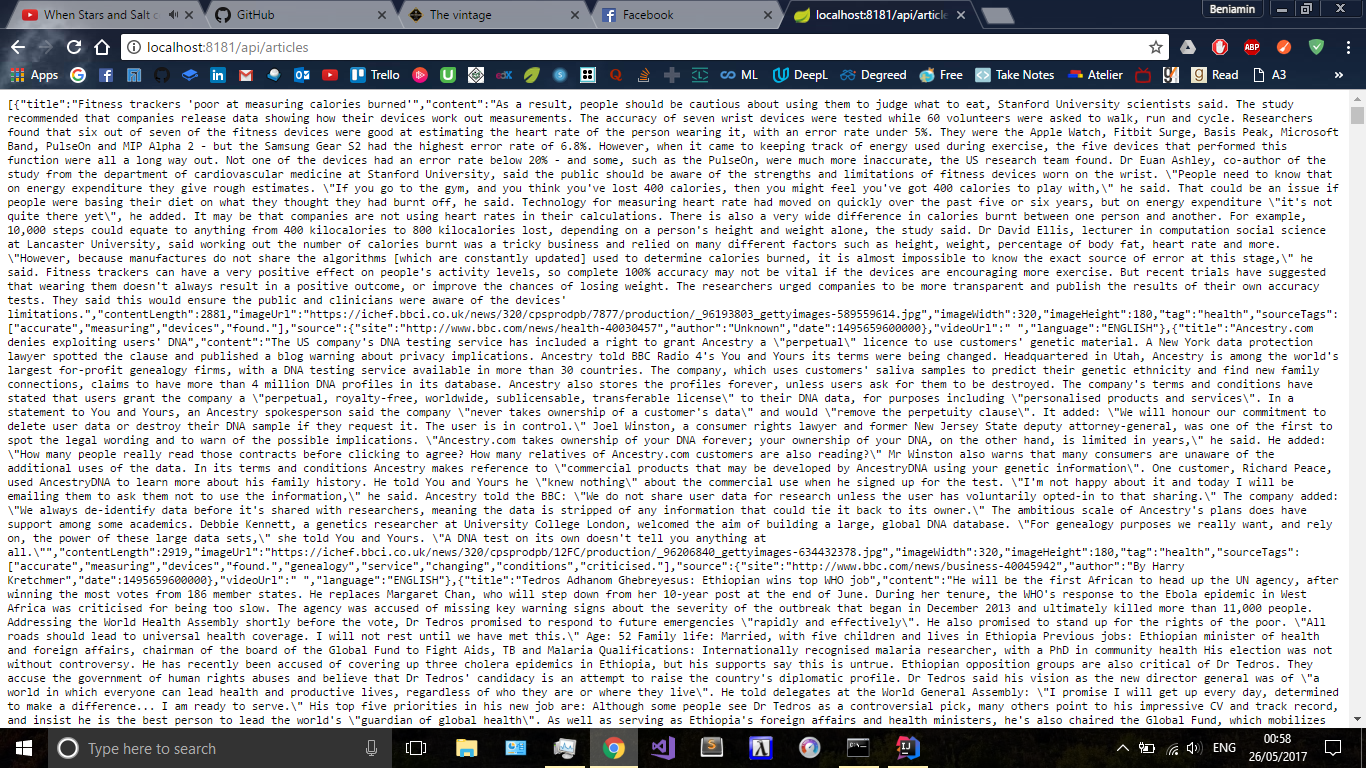 When Stars and Salt
GitHub
The vintage
Facebook
localhost:8181/api/article
Beniamin
localhost:8181/api/articles
Apps
Trello
ML
DeepL
Degreed
Free
Take Notes
Atelier
Read
A3
»
[{"title":"Fitness trackers 'poor at measuring calories burned'","content":"As a result, people should be cautious about using them to judge what to eat, Stanford University scientists said. The study
recommended that companies release data showing how their devices work out measurements. The accuracy of seven wrist devices were tested while 60 volunteers were asked to walk, run and cycle. Researchers
found that six out of seven of the fitness devices were good at estimating the heart rate of the person wearing it, with an error rate under 5%. They were the Apple Watch, Fitbit Surge, Basis Peak, Microsoft
Band, PulseOn and MIP Alpha 2 - but the Samsung Gear S2 had the highest error rate of 6.8%. However, when it came to keeping track of energy used during exercise, the five devices that performed this
function were all a long way out. Not one of the devices had an error rate below 20% - and some, such as the PulseOn, were much more inaccurate, the US research team found. Dr Euan Ashley, co-author of the
study from the department of cardiovascular medicine at Stanford University, said the public should be aware of the strengths and limitations of fitness devices worn on the wrist. \"People need to know that
on energy expenditure they give rough estimates. \"If you go to the gym, and you think you've lost 400 calories, then you might feel you've got 400 calories to play with,\" he said. That could be an issue if
people were basing their diet on what they thought they had burnt off, he said. Technology for measuring heart rate had moved on quickly over the past five or six years, but on energy expenditure \"it's not
quite there yet\", he added. It may be that companies are not using heart rates in their calculations. There is also a very wide difference in calories burnt between one person and another. For example,
10,000 steps could equate to anything from 400 kilocalories to 800 kilocalories lost, depending on a person's height and weight alone, the study said. Dr David Ellis, lecturer in computation social science
at Lancaster University, said working out the number of calories burnt was a tricky business and relied on many different factors such as height, weight, percentage of body fat, heart rate and more.
\"However, because manufactures do not share the algorithms [which are constantly updated] used to determine calories burned, it is almost impossible to know the exact source of error at this stage,\" he
said. Fitness trackers can have a very positive effect on people's activity levels, so complete 100% accuracy may not be vital if the devices are encouraging more exercise. But recent trials have suggested
that wearing them doesn't always result in a positive outcome, or improve the chances of losing weight. The researchers urged companies to be more transparent and publish the results of their own accuracy
tests. They said this would ensure the public and clinicians were aware of the devices'
limitations.","contentLength":2881,"imageUrl":"https://ichef.bbci.co.uk/news/320/cpsprodpb/7877/production/_96193803_gettyimages-589559614.jpg","imageWidth":320,"imageHeight":180,"tag":"health","sourceTags":
["accurate","measuring","devices","found."],"source":{"site":"http://www.bbc.com/news/health-40030457","author":"Unknown","date":1495659600000},"videoUrl":" ","language":"ENGLISH"},{"title":"Ancestry.com
denies exploiting users' DNA","content":"The US company's DNA testing service has included a right to grant Ancestry a \"perpetual\" licence to use customers' genetic material. A New York data protection
lawyer spotted the clause and published a blog warning about privacy implications. Ancestry told BBC Radio 4's You and Yours its terms were being changed. Headquartered in Utah, Ancestry is among the world's
largest for-profit genealogy firms, with a DNA testing service available in more than 30 countries. The company, which uses customers' saliva samples to predict their genetic ethnicity and find new family
connections, claims to have more than 4 million DNA profiles in its database. Ancestry also stores the profiles forever, unless users ask for them to be destroyed. The company's terms and conditions have
stated that users grant the company a \"perpetual, royalty-free, worldwide, sublicensable, transferable license\" to their DNA data, for purposes including \"personalised products and services\". In a
statement to You and Yours, an Ancestry spokesperson said the company \"never takes ownership of a customer's data\" and would \"remove the perpetuity clause\". It added: \"We will honour our commitment to
delete user data or destroy their DNA sample if they request it. The user is in control.\" Joel Winston, a consumer rights lawyer and former New Jersey State deputy attorney-general, was one of the first to
spot the legal wording and to warn of the possible implications. \"Ancestry.com takes ownership of your DNA forever; your ownership of your DNA, on the other hand, is limited in years,\" he said. He added:
\"How many people really read those contracts before clicking to agree? How many relatives of Ancestry.com customers are also reading?\" Mr Winston also warns that many consumers are unaware of the
additional uses of the data. In its terms and conditions Ancestry makes reference to \"commercial products that may be developed by AncestryDNA using your genetic information\". One customer, Richard Peace,
used AncestryDNA to learn more about his family history. He told You and Yours he \"knew nothing\" about the commercial use when he signed up for the test. \"I'm not happy about it and today I will be
emailing them to ask them not to use the information,\" he said. Ancestry told the BBC: \"We do not share user data for research unless the user has voluntarily opted-in to that sharing.\" The company added:
\"We always de-identify data before it's shared with researchers, meaning the data is stripped of any information that could tie it back to its owner.\" The ambitious scale of Ancestry's plans does have
support among some academics. Debbie Kennett, a genetics researcher at University College London, welcomed the aim of building a large, global DNA database. \"For genealogy purposes we really want, and rely
on, the power of these large data sets,\" she told You and Yours. \"A DNA test on its own doesn't tell you anything at
all.\"","contentLength":2919,"imageUrl":"https://ichef.bbci.co.uk/news/320/cpsprodpb/12FC/production/_96206840_gettyimages-634432378.jpg","imageWidth":320,"imageHeight":180,"tag":"health","sourceTags":
["accurate","measuring","devices","found.","genealogy","service","changing","conditions","criticised."],"source":{"site":"http://www.bbc.com/news/business-40045942","author":"By Harry
Kretchmer","date":1495659600000},"videoUrl":" ","language":"ENGLISH"},{"title":"Tedros Adhanom Ghebreyesus: Ethiopian wins top WHO job","content":"He will be the first African to head up the UN agency, after
winning the most votes from 186 member states. He replaces Margaret Chan, who will step down from her 10-year post at the end of June. During her tenure, the WHO's response to the Ebola epidemic in West
Africa was criticised for being too slow. The agency was accused of missing key warning signs about the severity of the outbreak that began in December 2013 and ultimately killed more than 11,000 people.
Addressing the World Health Assembly shortly before the vote, Dr Tedros promised to respond to future emergencies \"rapidly and effectively\". He also promised to stand up for the rights of the poor. \"All
roads should lead to universal health coverage. I will not rest until we have met this.\" Age: 52 Family life: Married, with five children and lives in Ethiopia Previous jobs: Ethiopian minister of health
and foreign affairs, chairman of the board of the Global Fund to Fight Aids, TB and Malaria Qualifications: Internationally recognised malaria researcher, with a PhD in community health His election was not
without controversy. He has recently been accused of covering up three cholera epidemics in Ethiopia, but his supports say this is untrue. Ethiopian opposition groups are also critical of Dr Tedros. They
accuse the government of human rights abuses and believe that Dr Tedros' candidacy is an attempt to raise the country's diplomatic profile. Dr Tedros said his vision as the new director general was of \"a
world in which everyone can lead health and productive lives, regardless of who they are or where they live\". He told delegates at the World General Assembly: \"I promise I will get up every day, determined
to make a difference... I am ready to serve.\" His top five priorities in his new job are: Although some people see Dr Tedros as a controversial pick, many others point to his impressive CV and track record,
and insist he is the best person to lead the world's \"guardian of global health\". As well as serving as Ethiopia's foreign affairs and health ministers, he's also chaired the Global Fund, which mobilizes
Type here to search
ENG
00:58
26/05/2017